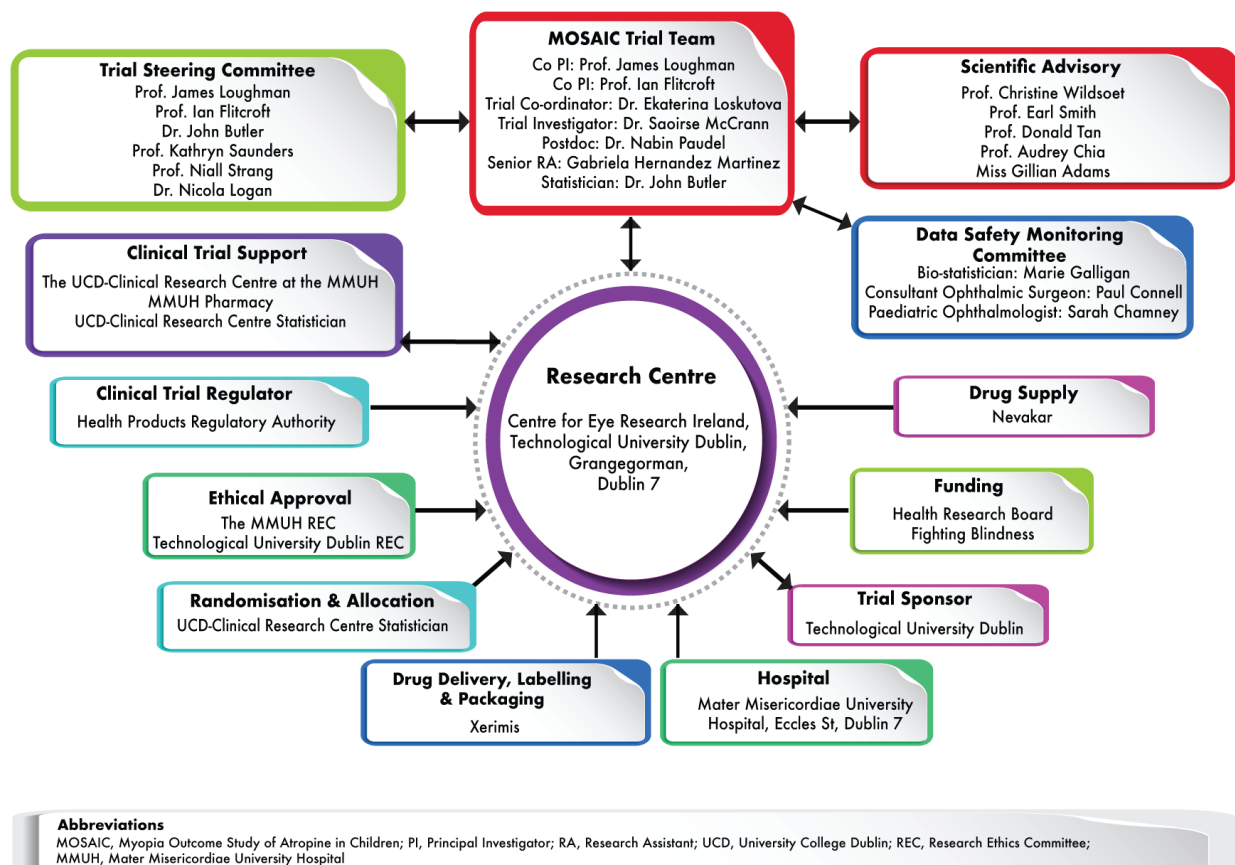 MOSAIC Trial Team
Co PI: Prof. James Loughman
Co PI: Prof. Ian Flitcroft
Trial Co-ordinator: Dr. Ekaterina Loskutova
Trial Investigator: Dr. Saoirse McCrann
Postdoc: Dr. Nabin Paudel
Senior RA: Gabriela Hernandez Martinez
Statistician: Dr. John Butler
Trial Steering Committee
Prof. James Loughman
Prof. Ian Flitcroft
Dr. John Butler
Prof. Kathryn Saunders
Prof. Niall Strang
Dr. Nicola Logan
Scientific Advisory
Prof. Christine Wildsoet
Prof. Earl Smith
Prof. Donald Tan
Prof. Audrey Chia
Miss Gillian Adams
Clinical Trial Support
The UCD-Clinical Research Centre at the MMUH
MMUH Pharmacy
UCD-Clinical Research Centre Statistician
Data Safety Monitoring
Committee
Bio-statistician: Marie Galligan
Consultant Ophthalmic Surgeon: Paul Connell
Paediatric Ophthalmologist: Sarah Chamney
Research Centre
Centre for Eye Research Ireland,
Technological University Dublin,
Grangegorman,
Dublin 7
Clinical Trial Regulator
Health Products Regulatory Authority
Drug Supply
Nevakar
Ethical Approval
The MMUH REC
Technological University Dublin REC
Funding
Health Research Board
Fighting Blindness
Randomisation & Allocation
UCD-Clinical Research Centre Statistician
Trial Sponsor
Technological University Dublin
Drug Delivery, Labelling
& Packaging
Xerimis
Hospital
Mater Misericordiae University
Hospital, Eccles St, Dublin 7
Abbreviations
MOSAIC, Myopia Outcome Study of Atropine in Children; PI, Principal Investigator; RA, Research Assistant; UCD, University College Dublin; REC, Research Ethics Committee;
MMUH, Mater Misericordiae University Hospital